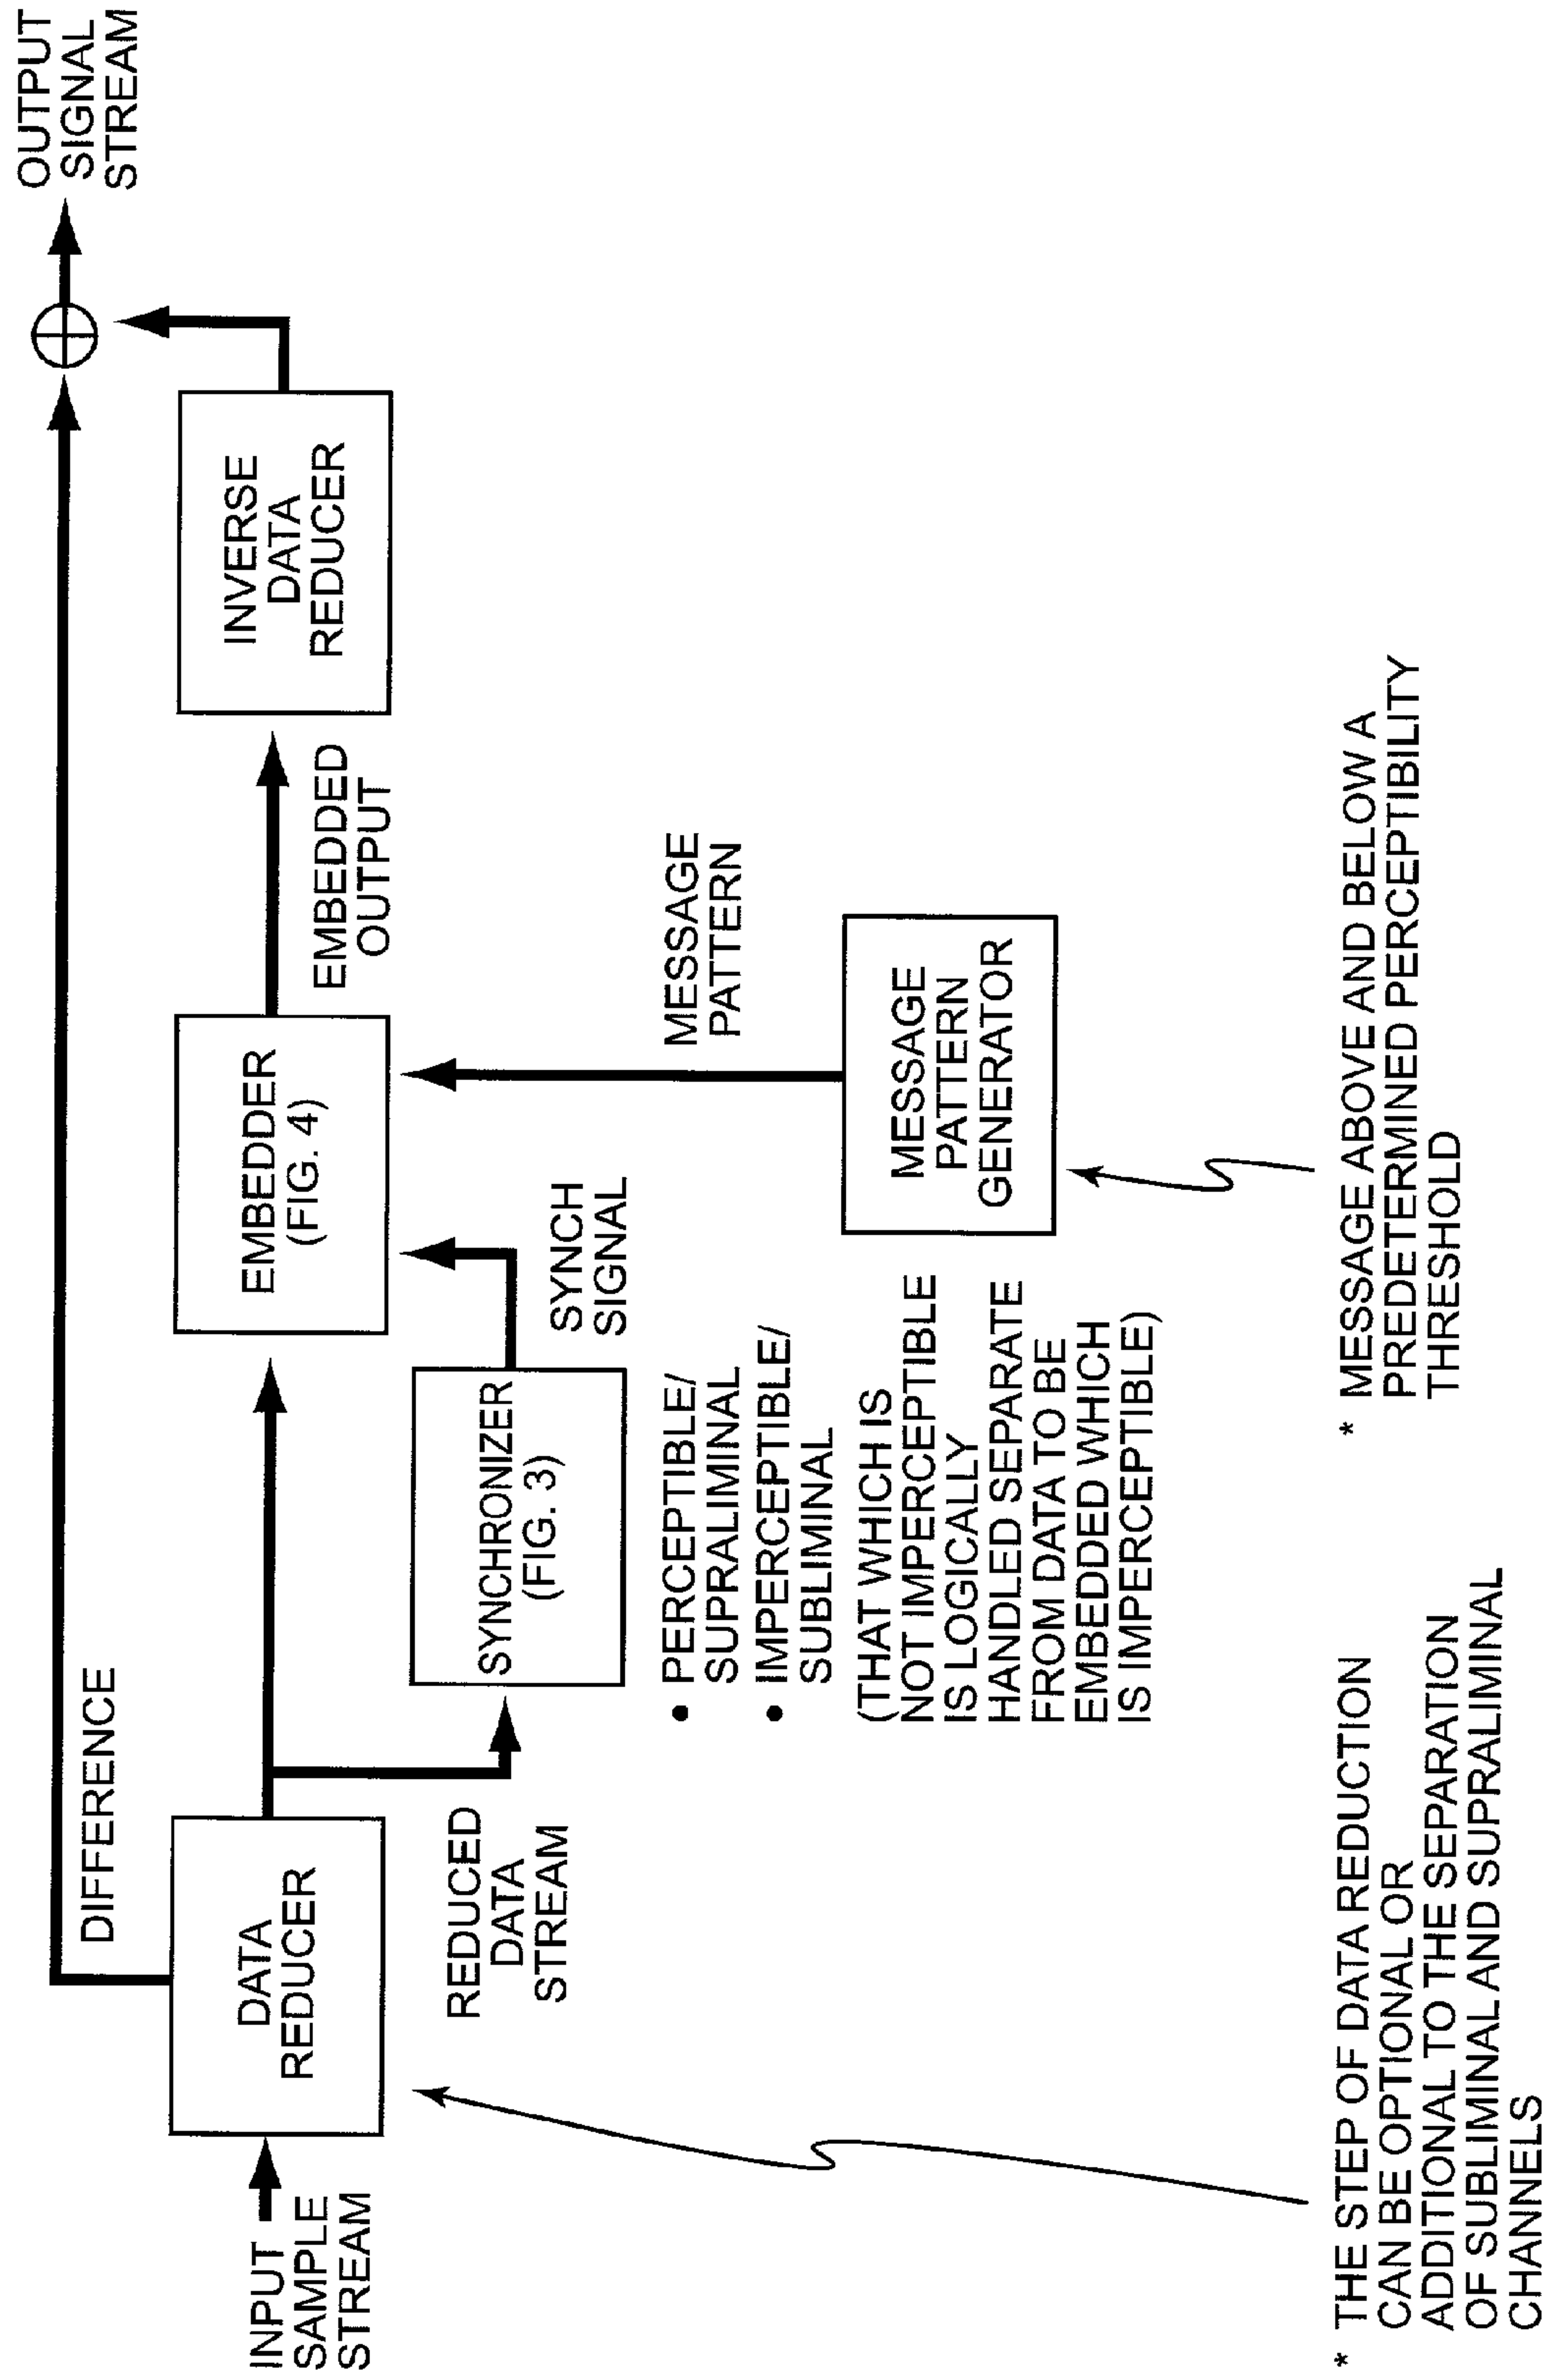 INPUT
SAMPLE
STREAM
DATA
REDUCER
DIFFERENCE
REDUCED
DATA
STREAM
SYNCHRONIZER
(FIG. 3)
SYNCH
SIGNAL
EMBEDDER
(FIG. 4)
EMBEDDED
OUTPUT
INVERSE
DATA
REDUCER
OUTPUT
SIGNAL
STREAM
MESSAGE
PATTERN
MESSAGE
PATTERN
GENERATOR
• PERCEPTIBLE/
SUPRALIMINAL
• IMPERCEPTIBLE/
SUBLIMINAL
(THAT WHICH IS
NOT IMPERCEPTIBLE
IS LOGICALLY
HANDLED SEPARATE
FROM DATA TO BE
EMBEDDED WHICH
IS IMPERCEPTIBLE)
* THE STEP OF DATA REDUCTION
CAN BE OPTIONAL OR
ADDITIONAL TO THE SEPARATION
OF SUBLIMINAL AND SUPRALIMINAL
CHANNELS
* MESSAGE ABOVE AND BELOW A
PREDETERMINED PERCEPTIBILITY
THRESHOLD